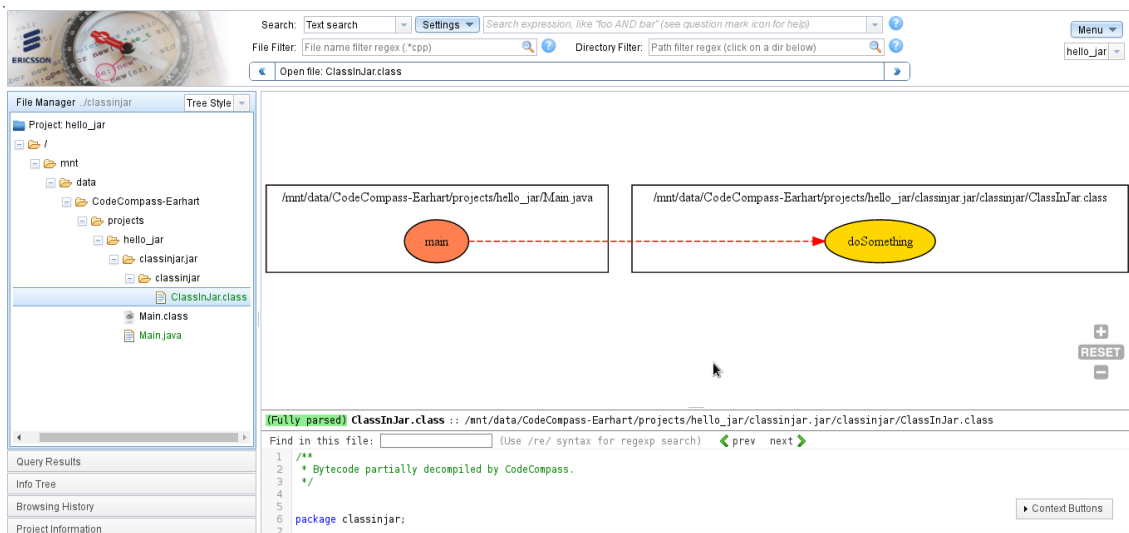 Search: Text search Settings Search expression, like "foo AND bar" (see question mark icon for help)
Menu
ERICSSON
File Filter: File name filter regex (.*cpp) Directory Filter: Path filter regex (click on a dir below)
hello_jar
Open file: ClassInJar.class
File Manager ../classinjar Tree Style
Project: hello_jar
/
mnt
data
CodeCompass-Earhart
projects
hello_jar
classinjar.jar
classinjar
ClassInJar.class
Main.class
Main.java
Query Results
Info Tree
Browsing History
Project Information
/mnt/data/CodeCompass-Earhart/projects/hello_jar/Main.java
main
/mnt/data/CodeCompass-Earhart/projects/hello_jar/classinjar.jar/classinjar/ClassInJar.class
doSomething
RESET
(Fully parsed) ClassInJar.class :: /mnt/data/CodeCompass-Earhart/projects/hello_jar/classinjar.jar/classinjar/ClassInJar.class
Find in this file: (Use /re/ syntax for regexp search) prev next
1 /**
2 * Bytecode partially decompiled by CodeCompass.
3 */
4
5
6 package classinjar;
7
Context Buttons